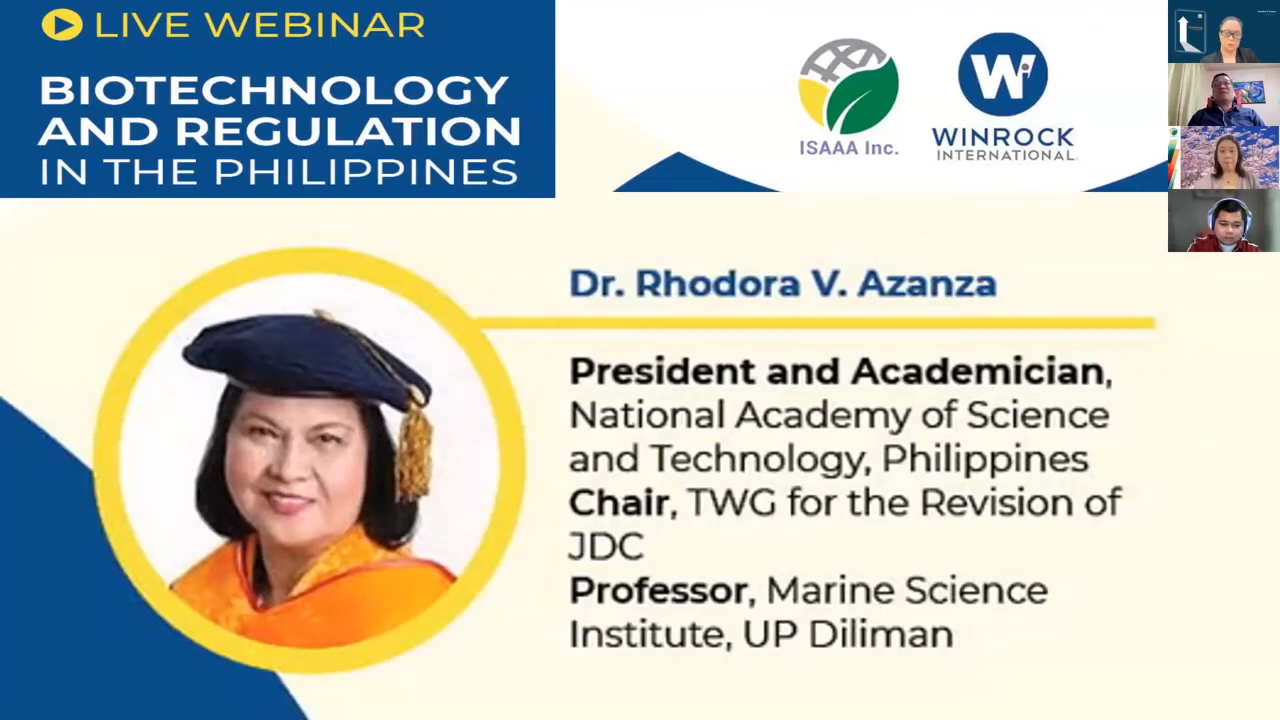 LIVE WEBINAR
BIOTECHNOLOGY
AND REGULATION
IN THE PHILIPPINES
ISAAA Inc.
W
WINROCK
INTERNATIONAL
Dr. Rhodora V. Azanza
President and Academician,
National Academy of Science
and Technology, Philippines
Chair, TWG for the Revision of
JDC
Professor, Marine Science
Institute, UP Diliman